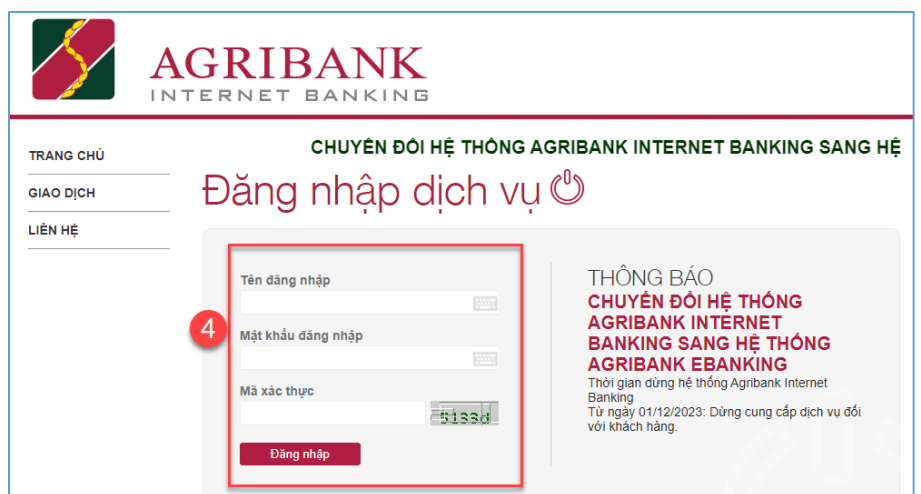 AGRIBANK
INTERNET BANKING
CHUYỂN ĐỔI HỆ THỐNG AGRIBANK INTERNET BANKING SANG HỆ
TRANG CHỦ
GIAO DỊCH
LIÊN HỆ
Đăng nhập dịch vụ
4
Tên đăng nhập
Mật khẩu đăng nhập
Mã xác thực
5133d
Đăng nhập
THÔNG BÁO
CHUYỂN ĐỔI HỆ THỐNG
AGRIBANK INTERNET
BANKING SANG HỆ THỐNG
AGRIBANK EBANKING
Thời gian dừng hệ thống Agribank Internet
Banking
Từ ngày 01/12/2023: Dừng cung cấp dịch vụ đối
với khách hàng.